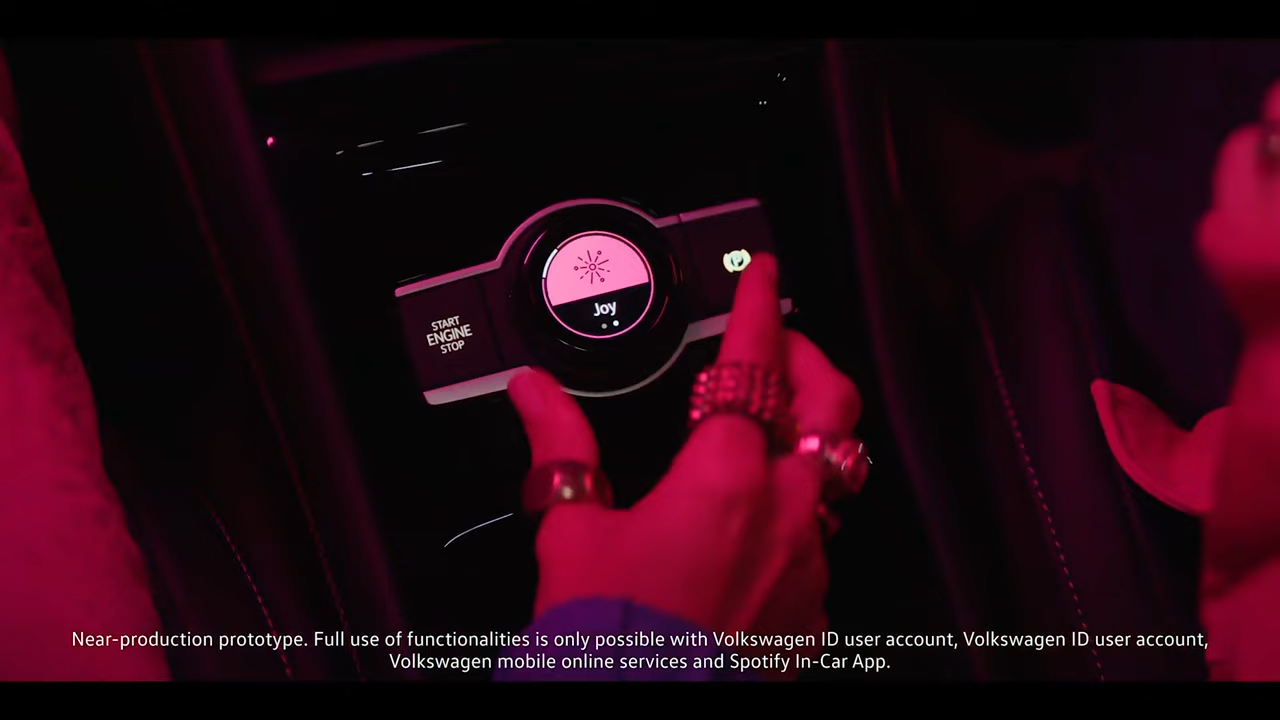 START
ENGINE
STOP
Joy
Near-production prototype. Full use of functionalities is only possible with Volkswagen ID user account, Volkswagen ID user account,
Volkswagen mobile online services and Spotify In-Car App.